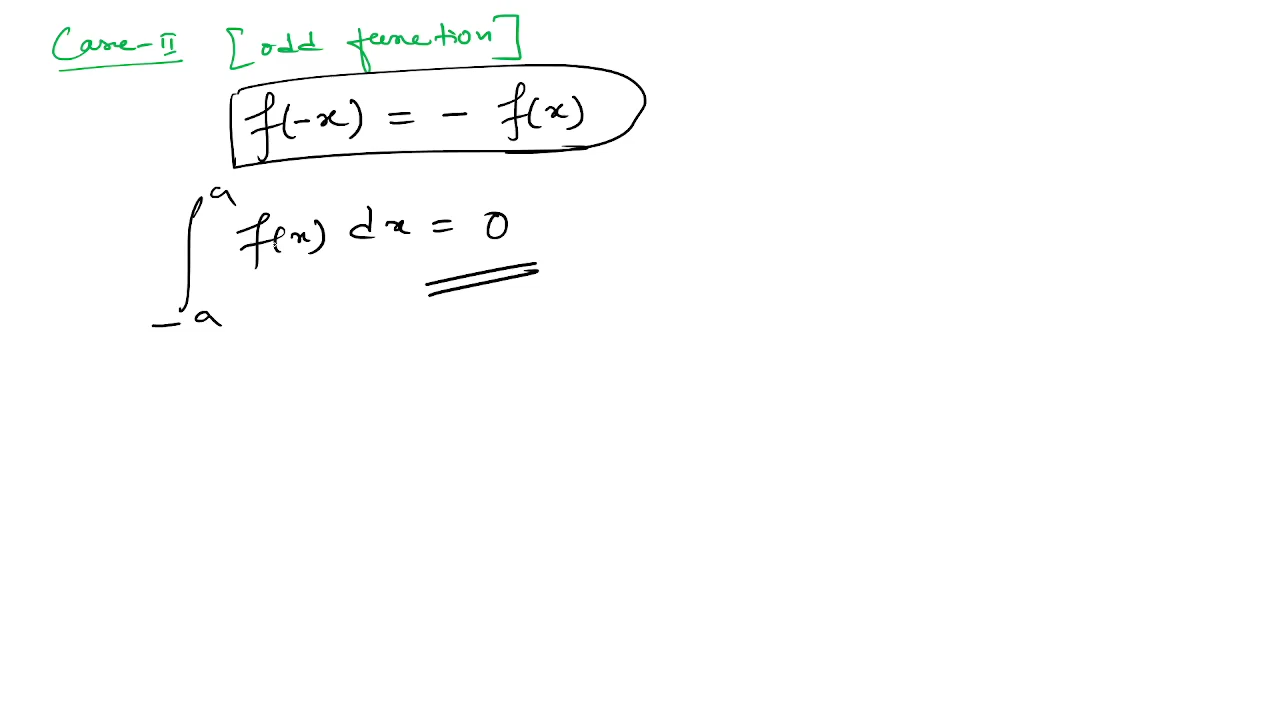 Case-II [odd function]
f(-x) = - f(x)
∫_{-a}^{a} f(x) dx = 0